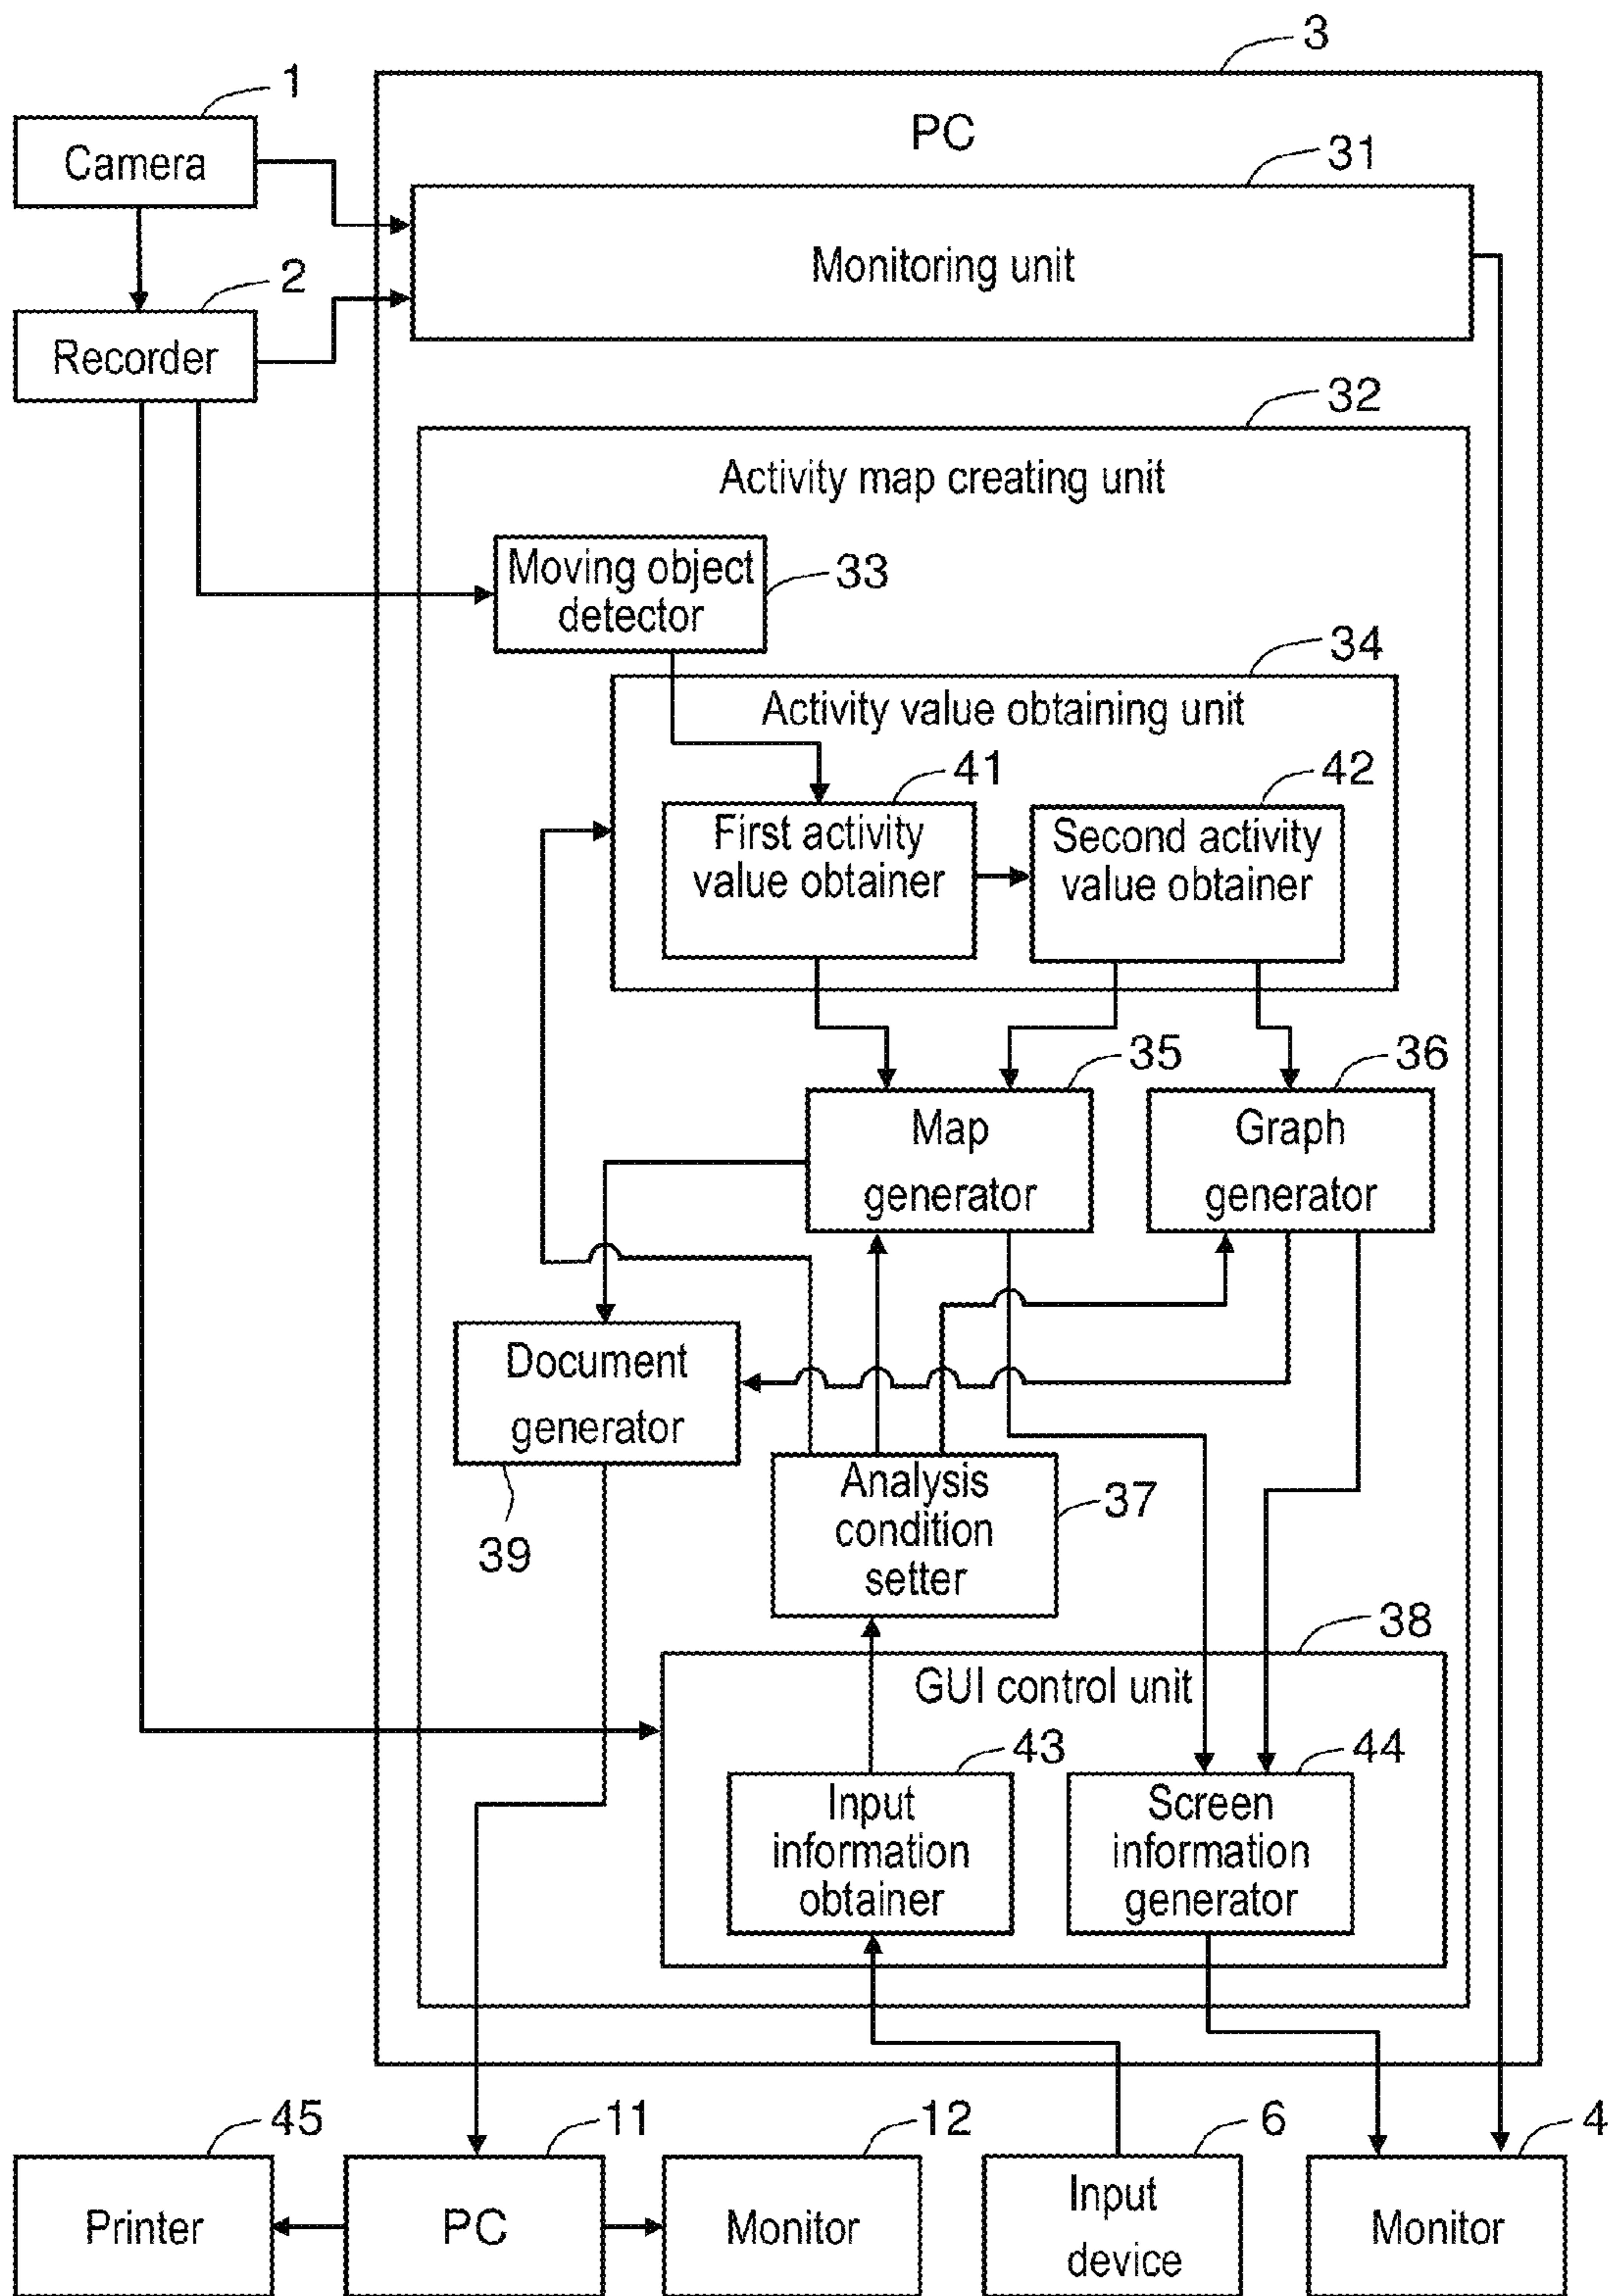 3
1
PC
Camera
31
Monitoring unit
2
Recorder
32
Activity map creating unit
Moving object
detector
33
34
Activity value obtaining unit
41
First activity
value obtainer
42
Second activity
value obtainer
35
Map
generator
36
Graph
generator
Document
generator
39
Analysis
condition
setter
37
38
GUI control unit
43
Input
information
obtainer
44
Screen
information
generator
45
Printer
11
PC
12
Monitor
6
Input
device
4
Monitor